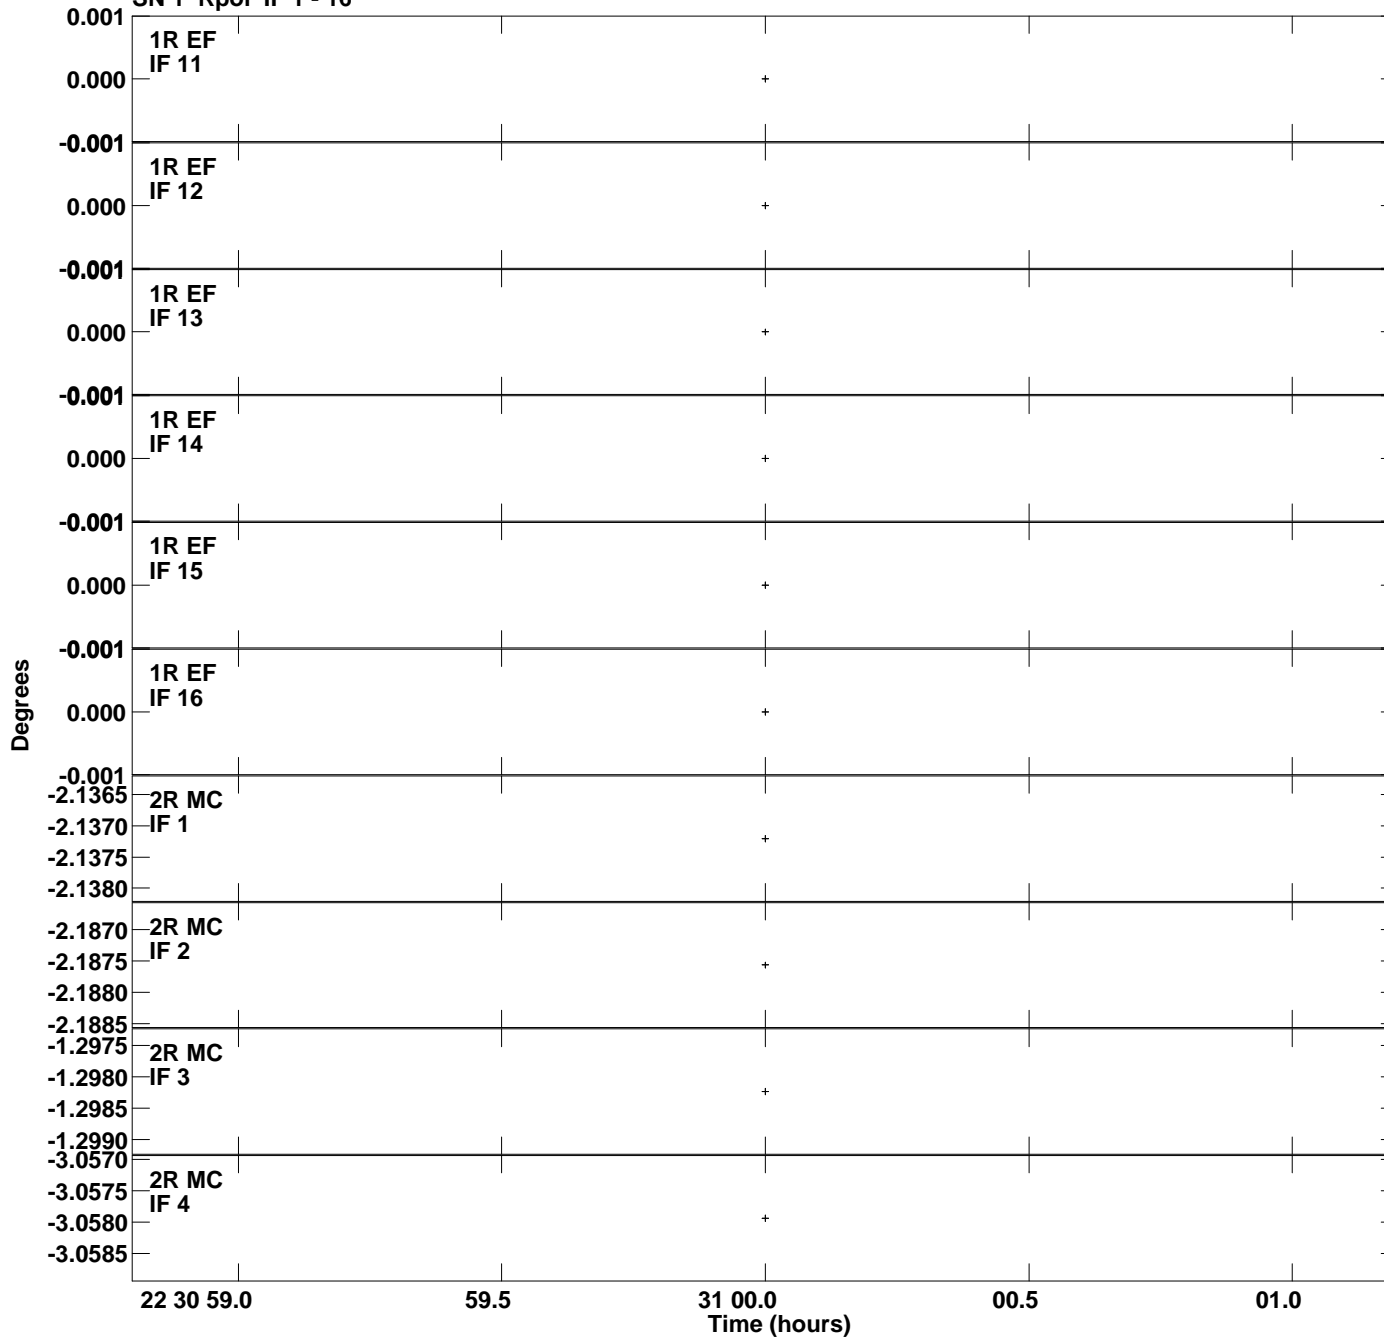 SN 1 Rpol IF 1 - 16
0.001
1R EF
IF 11
0.000
-0.001
1R EF
IF 12
0.000
-0.001
1R EF
IF 13
0.000
-0.001
1R EF
IF 14
0.000
-0.001
1R EF
IF 15
0.000
-0.001
1R EF
IF 16
0.000
-0.001
Degrees
-2.1365
2R MC
IF 1
-2.1370
-2.1375
-2.1380
2R MC
IF 2
-2.1870
-2.1875
-2.1880
-2.1885
-1.2975
2R MC
IF 3
-1.2980
-1.2985
-1.2990
-3.0570
2R MC
IF 4
-3.0575
-3.0580
-3.0585
22 30 59.0 59.5 31 00.0 00.5 01.0
Time (hours)